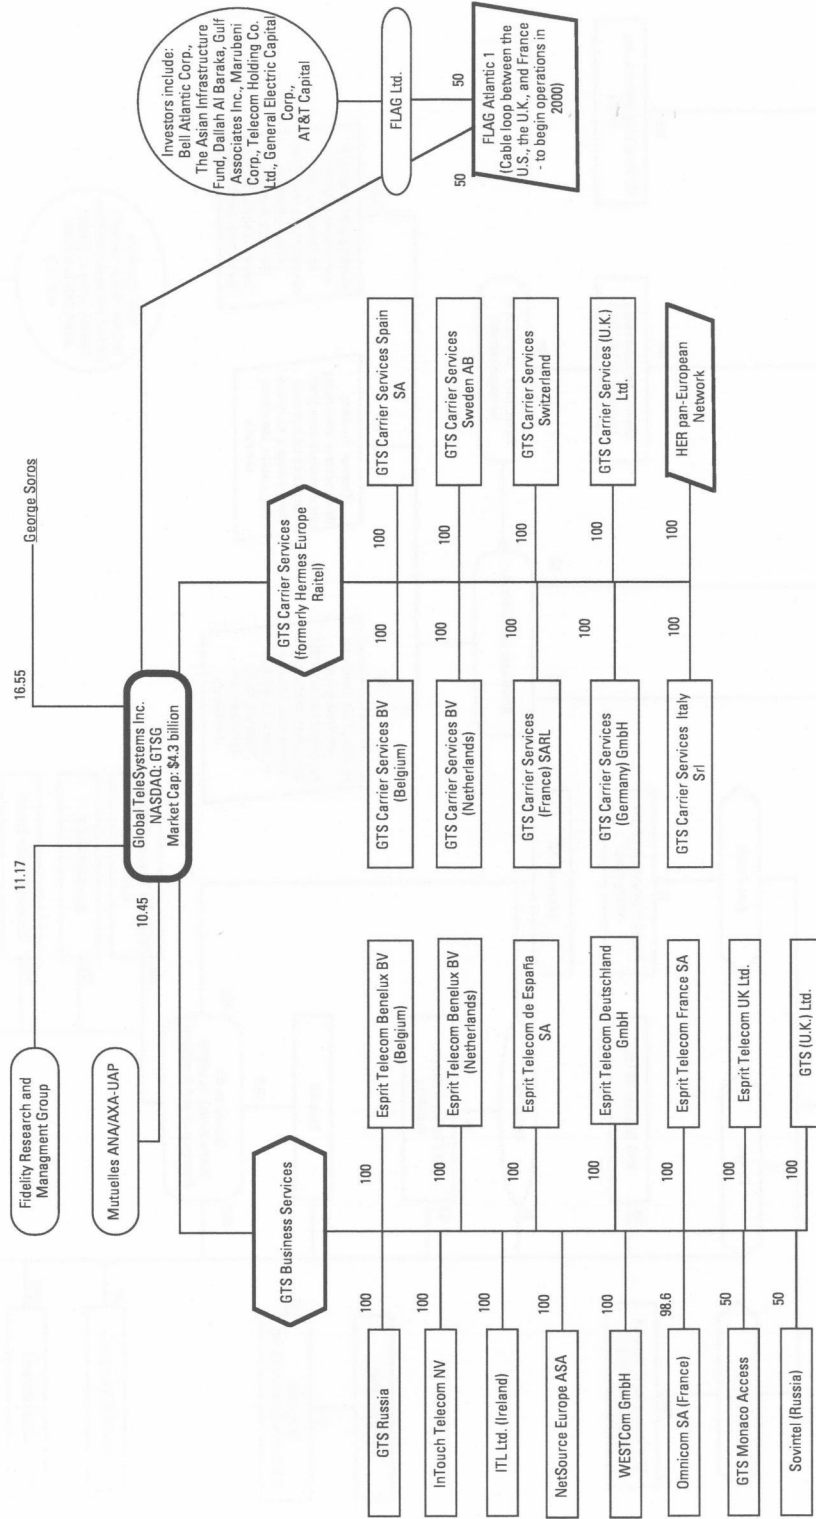 11.17
16.55
George Soros
Fidelity Research and
Managment Group
Mutuelles ANA/AXA-UAP
10.45
Global TeleSystems Inc.
NASDAQ: GTSG
Market Cap: $4.3 billion
Investors include:
Bell Atlantic Corp.,
The Asian Infrastructure
Fund, Dallah Al Baraka, Gulf
Associates Inc., Marubeni
Corp., Telecom Holding Co.
Ltd., General Electric Capital
Corp.,
AT&T Capital
FLAG Ltd.
50
50
FLAG Atlantic 1
(Cable loop between the
U.S., the U.K., and France
- to begin operations in
2000)
GTS Business Services
GTS Russia
100
100
Esprit Telecom Benelux BV
(Belgium)
InTouch Telecom NV
100
100
Esprit Telecom Benelux BV
(Netherlands)
ITL Ltd. (Ireland)
100
100
Esprit Telecom de España
SA
NetSource Europe ASA
100
100
Esprit Telecom Deutschland
GmbH
WESTCom GmbH
100
100
Esprit Telecom France SA
Omnicom SA (France)
98.6
100
Esprit Telecom UK Ltd.
GTS Monaco Access
50
100
GTS (U.K.) Ltd.
Sovintel (Russia)
50
GTS Carrier Services
(formerly Hermes Europe
Raitel)
GTS Carrier Services BV
(Belgium)
100
100
GTS Carrier Services Spain
SA
GTS Carrier Services BV
(Netherlands)
100
100
GTS Carrier Services
Sweden AB
GTS Carrier Services
(France) SARL
100
100
GTS Carrier Services
Switzerland
GTS Carrier Services
(Germany) GmbH
100
100
GTS Carrier Services (U.K.)
Ltd.
GTS Carrier Services Italy
Srl
100
100
HER pan-European
Network